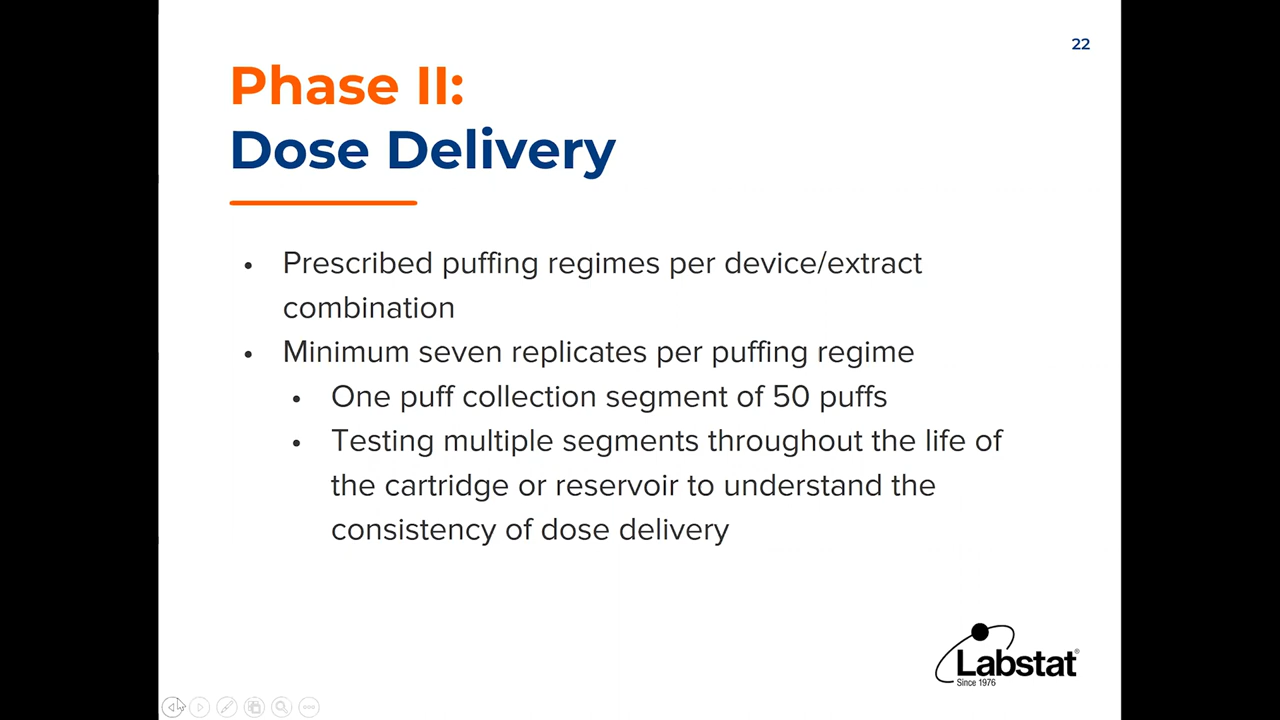 22
Phase II:
Dose Delivery
• Prescribed puffing regimes per device/extract
combination
• Minimum seven replicates per puffing regime
• One puff collection segment of 50 puffs
• Testing multiple segments throughout the life of
the cartridge or reservoir to understand the
consistency of dose delivery
Labstat®
Since 1976